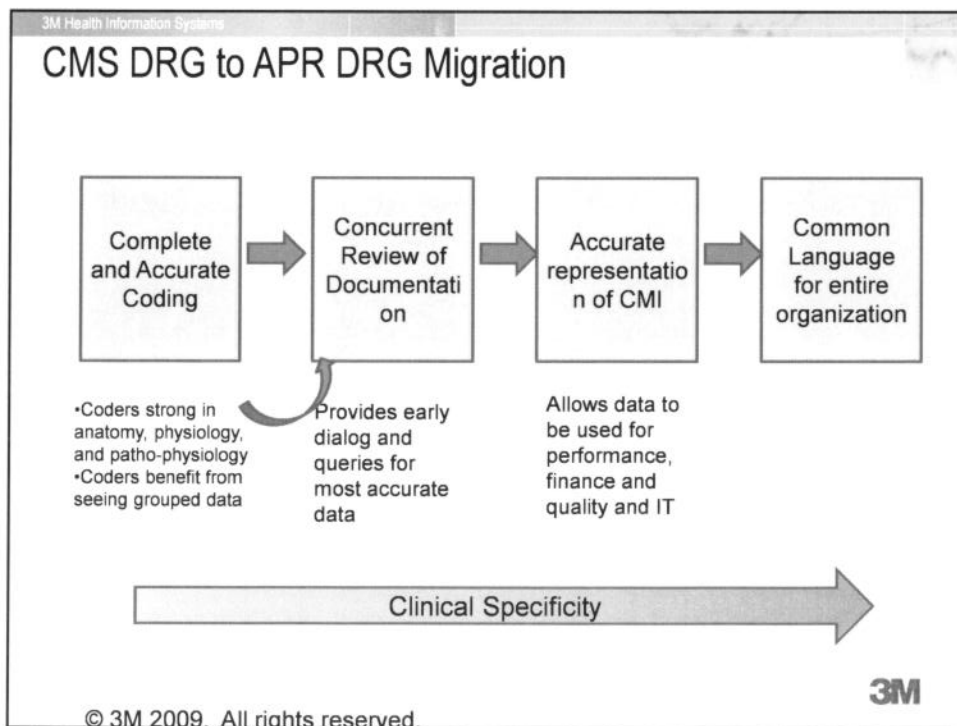 3M Health Information Systems
CMS DRG to APR DRG Migration
Complete
and Accurate
Coding
Concurrent
Review of
Documentati
on
Accurate
representatio
n of CMI
Common
Language
for entire
organization
•Coders strong in
anatomy, physiology,
and patho-physiology
•Coders benefit from
seeing grouped data
Provides early
dialog and
queries for
most accurate
data
Allows data to
be used for
performance,
finance and
quality and IT
Clinical Specificity
3M
© 3M 2009. All rights reserved